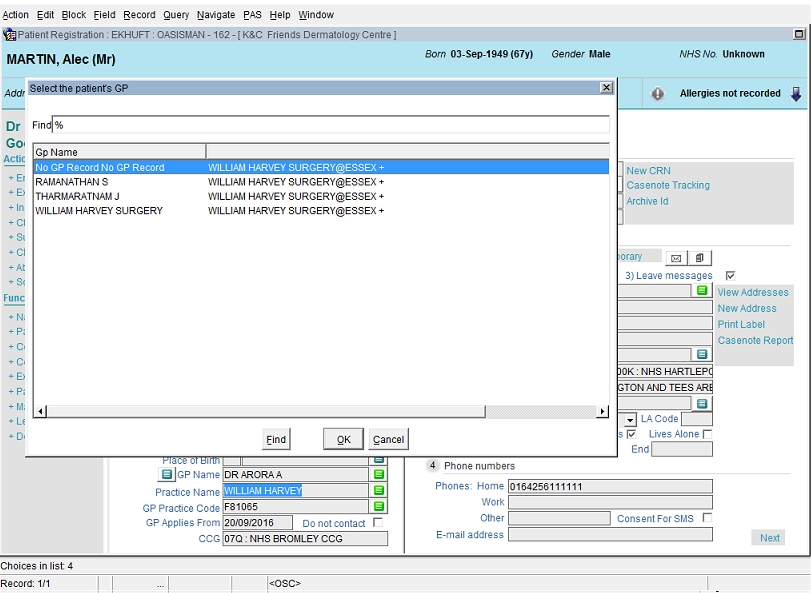 Action Edit Block Field Record Query Navigate PAS Help Window
Patient Registration : EKHUFT : OASISMAN - 162 - [ K&C Friends Dermatology Centre ]
MARTIN, Alec (Mr)
Born 03-Sep-1949 (67y) Gender Male NHS No. Unknown
Addr
Allergies not recorded
Select the patient's GP
Find %
Gp Name
No GP Record No GP Record WILLIAM HARVEY SURGERY@ESSEX +
RAMANATHAN S WILLIAM HARVEY SURGERY@ESSEX +
THARMARATNAM J WILLIAM HARVEY SURGERY@ESSEX +
WILLIAM HARVEY SURGERY WILLIAM HARVEY SURGERY@ESSEX +
Find OK Cancel
Dr
Goo
Actio
+ Er
+ Ex
+ In
+ Cl
+ Su
+ Cl
+ Ab
+ Sc
Func
+ Na
+ Pa
+ Co
+ Co
+ Ex
+ Pa
+ Ma
+ Le
+ De
New CRN
Casenote Tracking
Archive Id
porary
3) Leave messages
View Addresses
New Address
Print Label
Casenote Report
00K : NHS HARTLEPO
GTON AND TEES ARE
LA Code
s Lives Alone
End
Place of Birth
GP Name DR ARORA A
Practice Name WILLIAM HARVEY
GP Practice Code F81065
GP Applies From 20/09/2016 Do not contact
CCG 07Q : NHS BROMLEY CCG
4 Phone numbers
Phones: Home 0164256111111
Work
Other Consent For SMS
E-mail address
Next
Choices in list: 4
Record: 1/1 ... <OSC>